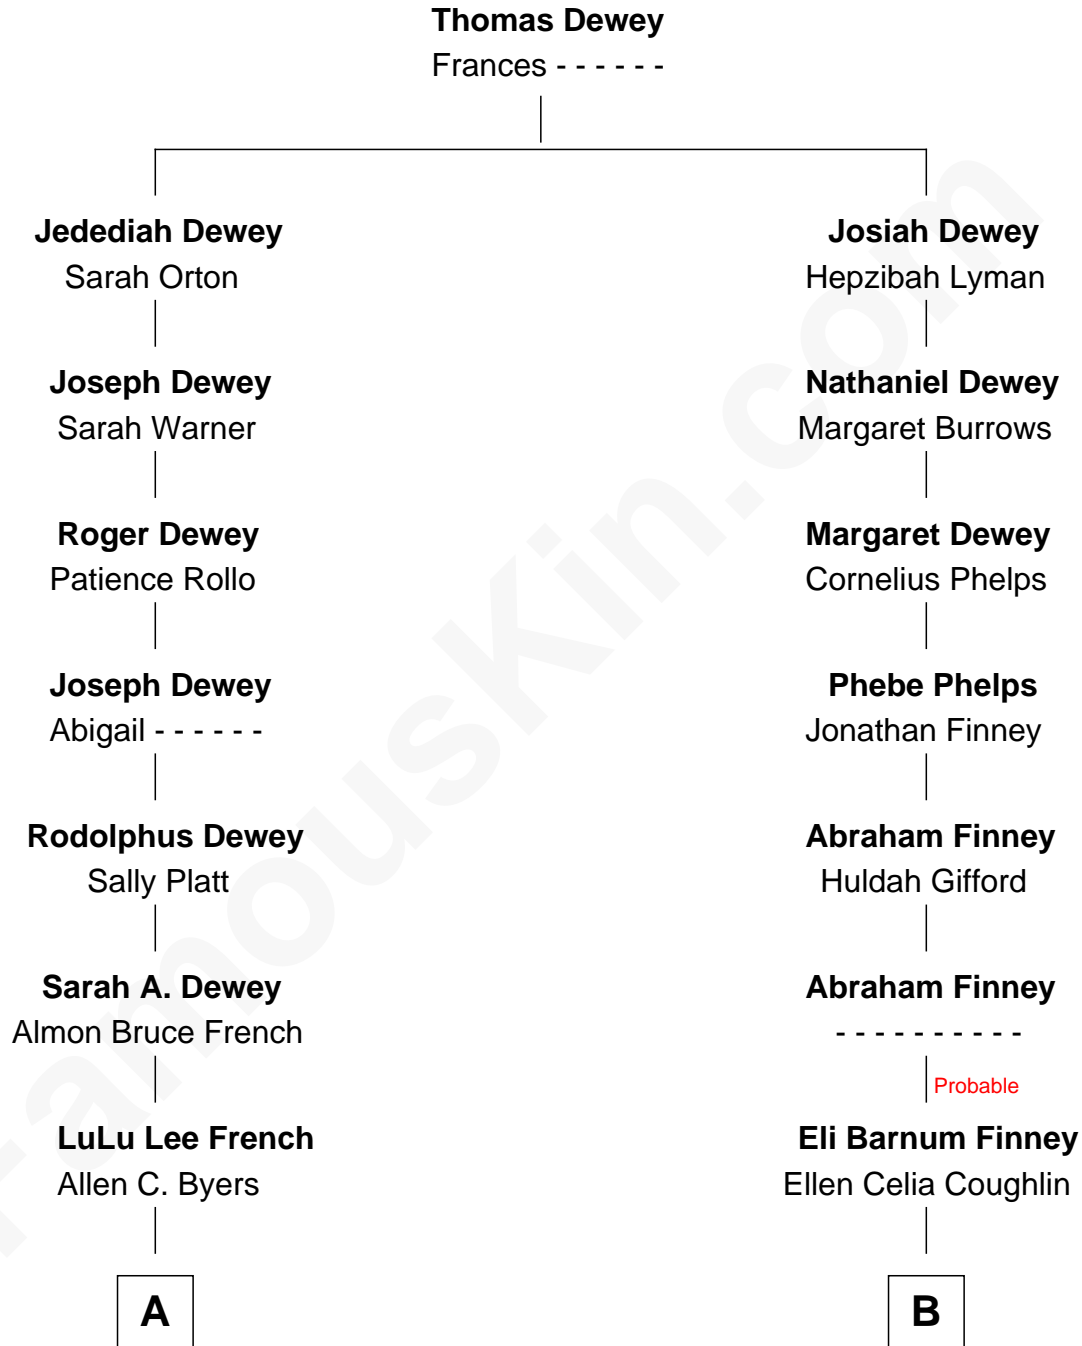 Thomas Dewey
Frances - - - - - -
Jedediah Dewey
Sarah Orton
Josiah Dewey
Hepzibah Lyman
Joseph Dewey
Sarah Warner
Nathaniel Dewey
Margaret Burrows
Roger Dewey
Patience Rollo
Margaret Dewey
Cornelius Phelps
Joseph Dewey
Abigail - - - - - -
Phebe Phelps
Jonathan Finney
Rodolphus Dewey
Sally Platt
Abraham Finney
Huldah Gifford
Sarah A. Dewey
Almon Bruce French
Abraham Finney
- - - - - - - - - -
Probable
LuLu Lee French
Allen C. Byers
Eli Barnum Finney
Ellen Celia Coughlin
A
B
FamousKin.com